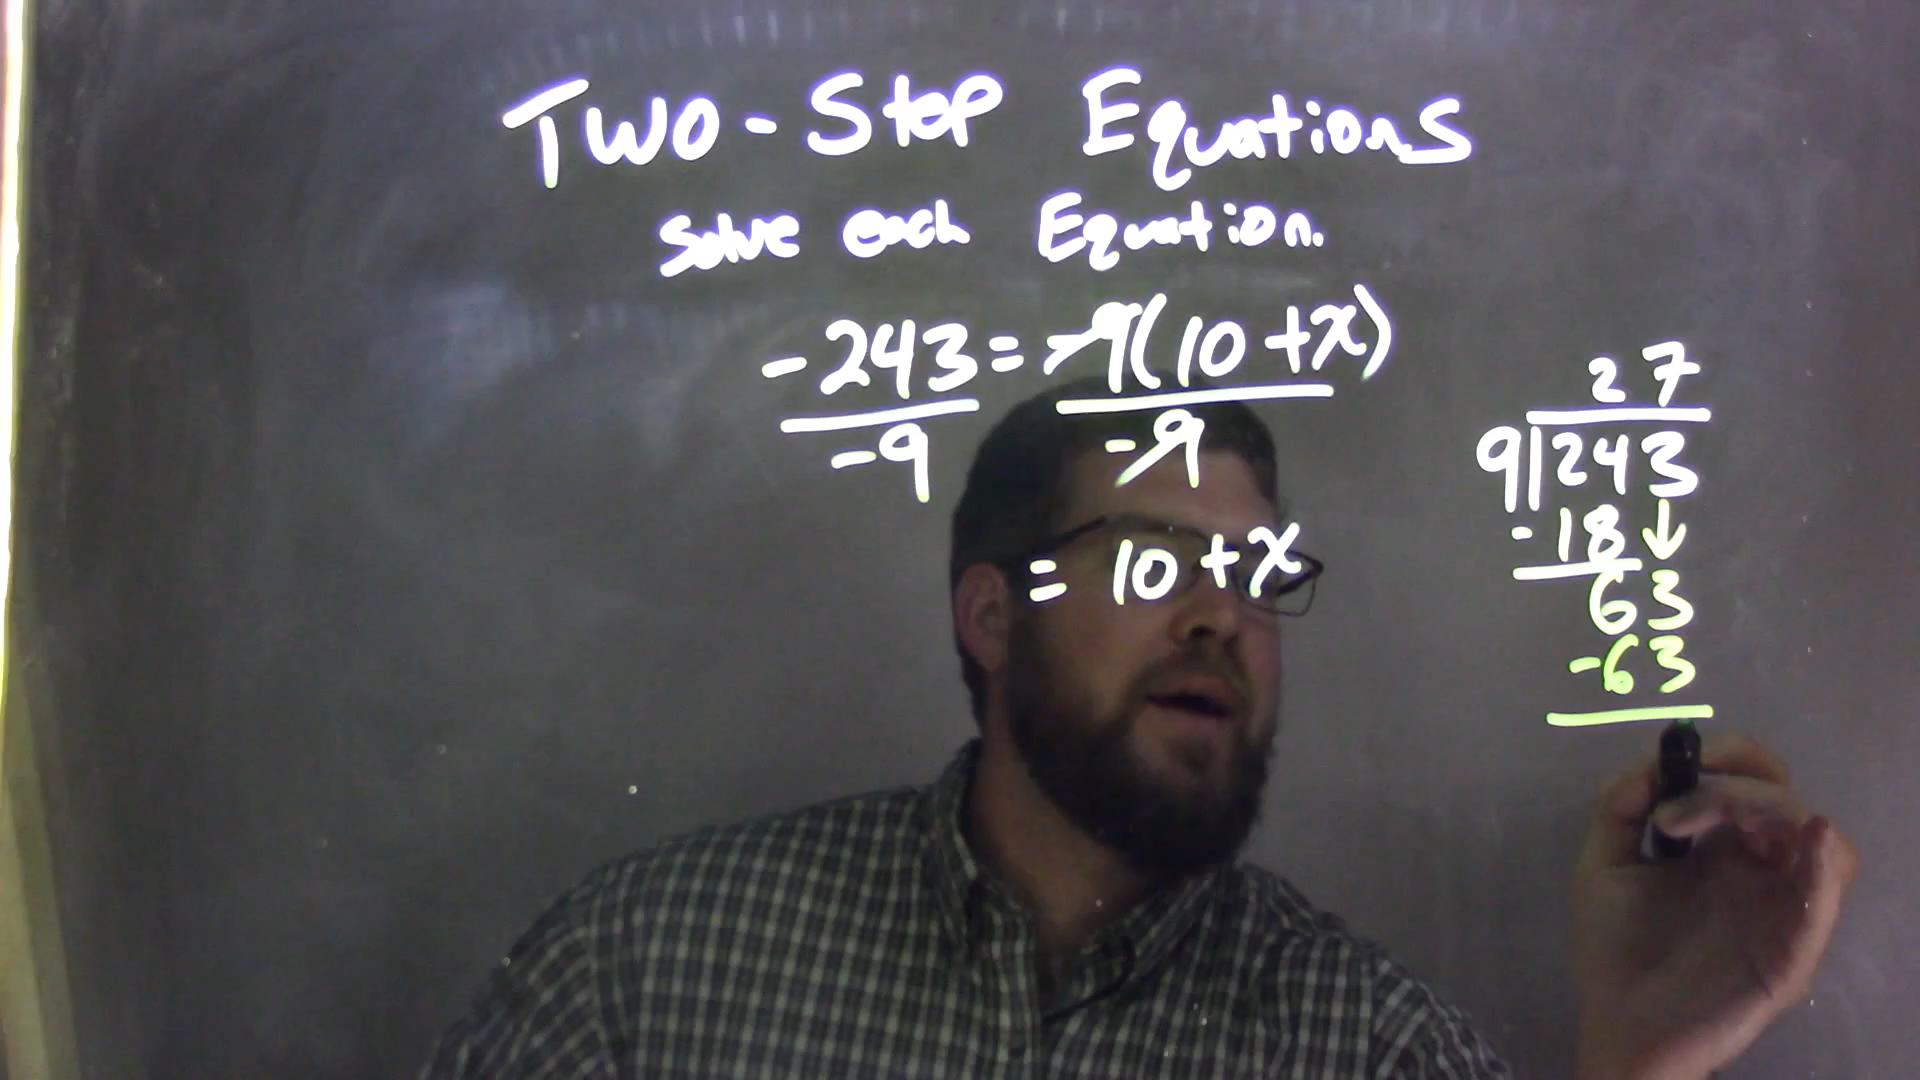 Two-Step Equations
Solve each Equation.
-243 = -9(10+x)
-9 -9
= 10 + x
27
9|243
-18↓
63
-63